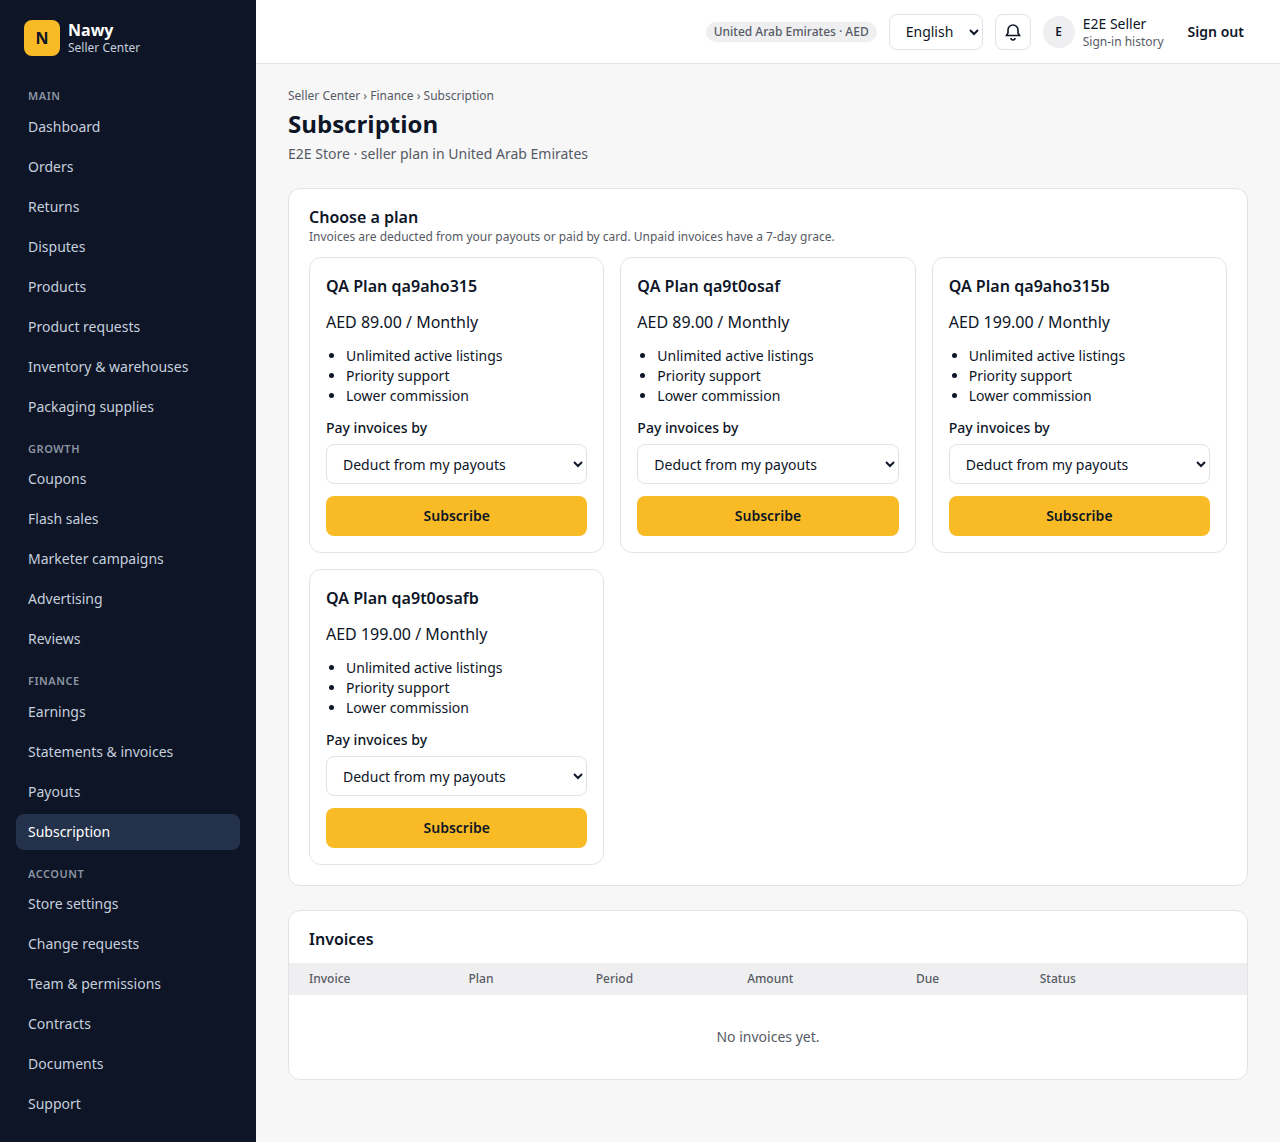 N
Nawy
Seller Center
United Arab Emirates · AED
English
E
E2E Seller
Sign-in history
Sign out
MAIN
Dashboard
Orders
Returns
Disputes
Products
Product requests
Inventory & warehouses
Packaging supplies
GROWTH
Coupons
Flash sales
Marketer campaigns
Advertising
Reviews
FINANCE
Earnings
Statements & invoices
Payouts
Subscription
ACCOUNT
Store settings
Change requests
Team & permissions
Contracts
Documents
Support
Seller Center › Finance › Subscription
Subscription
E2E Store · seller plan in United Arab Emirates
Choose a plan
Invoices are deducted from your payouts or paid by card. Unpaid invoices have a 7-day grace.
QA Plan qa9aho315
AED 89.00 / Monthly
• Unlimited active listings
• Priority support
• Lower commission
Pay invoices by
Deduct from my payouts
Subscribe
QA Plan qa9t0osaf
AED 89.00 / Monthly
• Unlimited active listings
• Priority support
• Lower commission
Pay invoices by
Deduct from my payouts
Subscribe
QA Plan qa9aho315b
AED 199.00 / Monthly
• Unlimited active listings
• Priority support
• Lower commission
Pay invoices by
Deduct from my payouts
Subscribe
QA Plan qa9t0osafb
AED 199.00 / Monthly
• Unlimited active listings
• Priority support
• Lower commission
Pay invoices by
Deduct from my payouts
Subscribe
Invoices
Invoice Plan Period Amount Due Status
No invoices yet.